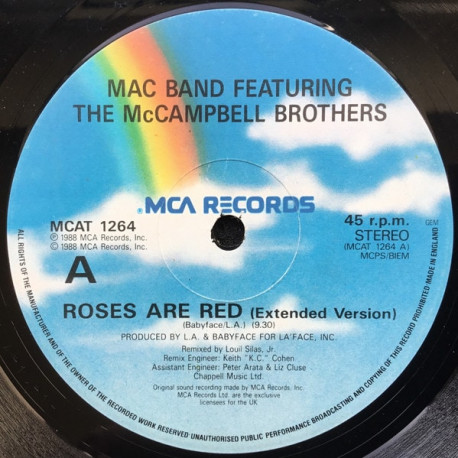 MAC BAND FEATURING
THE McCAMPBELL BROTHERS
MCA RECORDS
MCAT 1264
℗ 1988 MCA Records, Inc.
© 1988 MCA Records, Inc.
A
45 r.p.m.
GEM
STEREO
(MCAT 1264 A)
MCPS/BIEM
ROSES ARE RED (Extended Version)
(Babyface/L.A.) (9.30)
PRODUCED BY L.A. & BABYFACE FOR LA'FACE, INC.
Remixed by Louil Silas, Jr.
Remix Engineer: Keith "K.C." Cohen
Assistant Engineer: Peter Arata & Liz Cluse
Chappell Music Ltd.
Original sound recording made by MCA Records, Inc.
MCA Records Ltd. are the exclusive
licensees for the UK
ALL RIGHTS OF THE MANUFACTURER AND OF THE OWNER OF THE RECORDED WORK RESERVED UNAUTHORISED PUBLIC PERFORMANCE BROADCASTING AND COPYING OF THIS RECORD PROHIBITED MADE IN ENGLAND